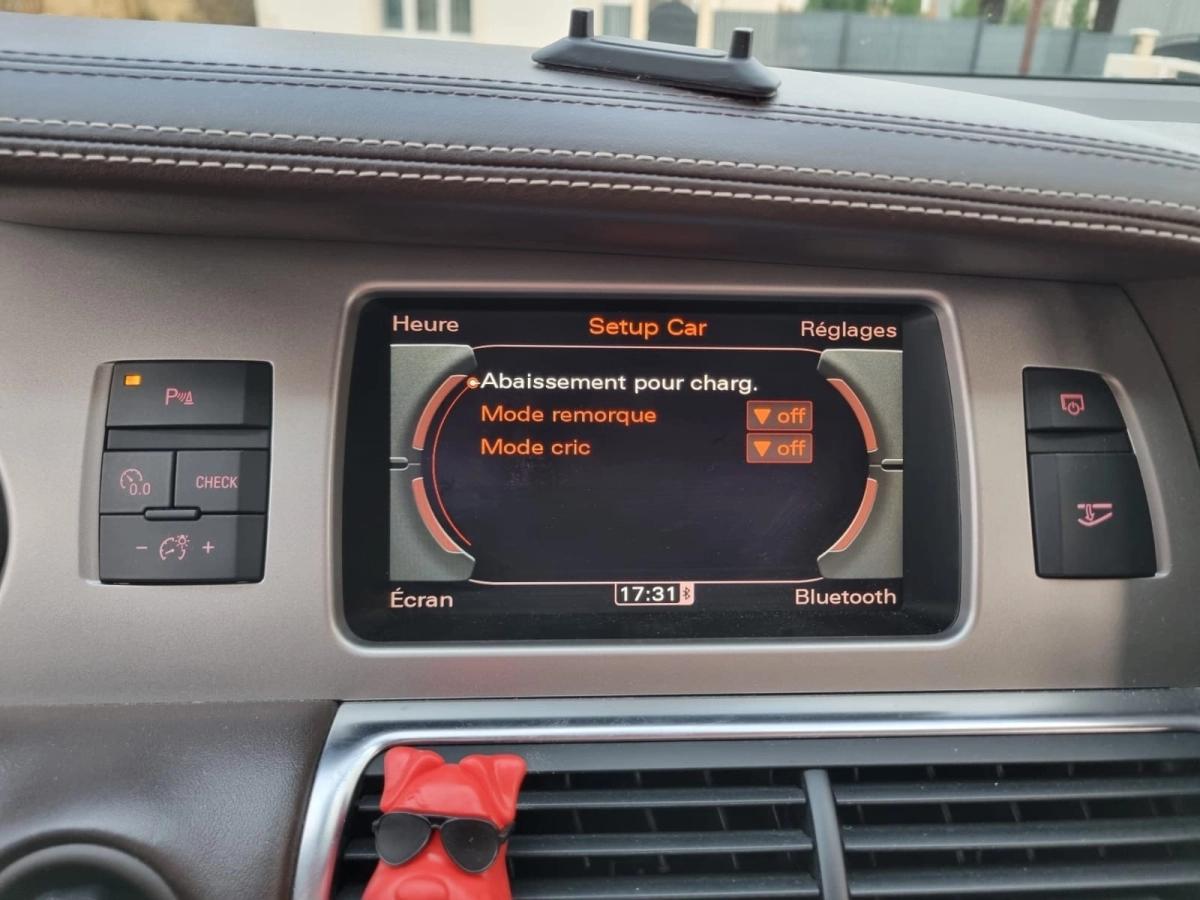 Heure Setup Car Réglages
Abaissement pour charg.
Mode remorque off
Mode cric off
Écran 17:31 Bluetooth
P
0.0 CHECK
- +